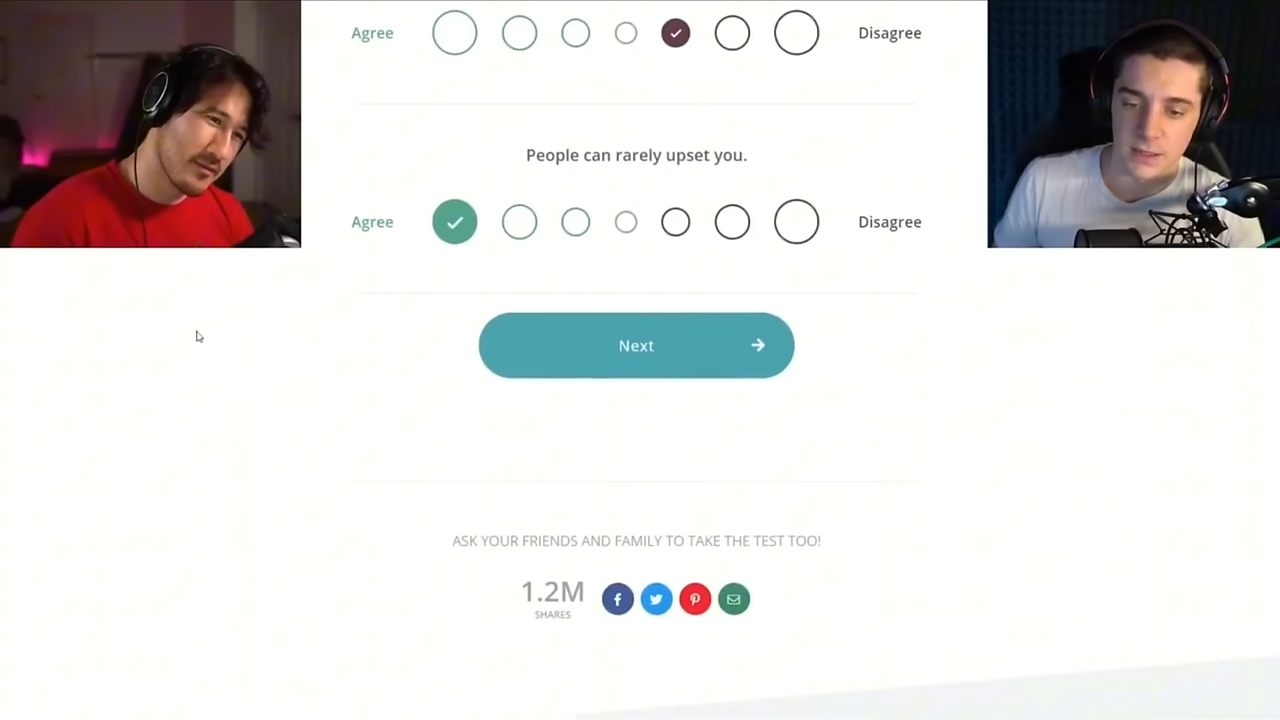 Agree Disagree
People can rarely upset you.
Agree Disagree
Next
ASK YOUR FRIENDS AND FAMILY TO TAKE THE TEST TOO!
1.2M
SHARES